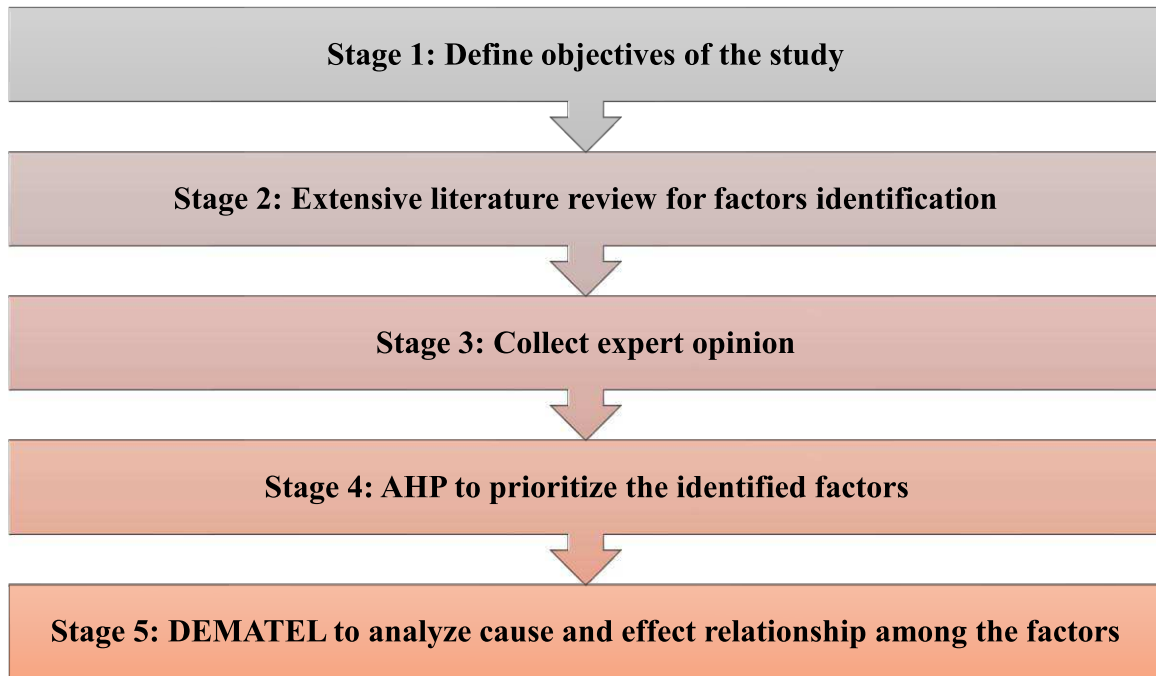 Stage 1: Define objectives of the study
Stage 2: Extensive literature review for factors identification
Stage 3: Collect expert opinion
Stage 4: AHP to prioritize the identified factors
Stage 5: DEMATEL to analyze cause and effect relationship among the factors